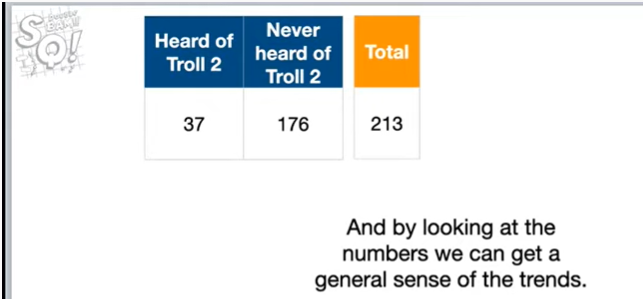 SQ!
Heard of
Troll 2
Never
heard of
Troll 2
Total
37
176
213
And by looking at the
numbers we can get a
general sense of the trends.